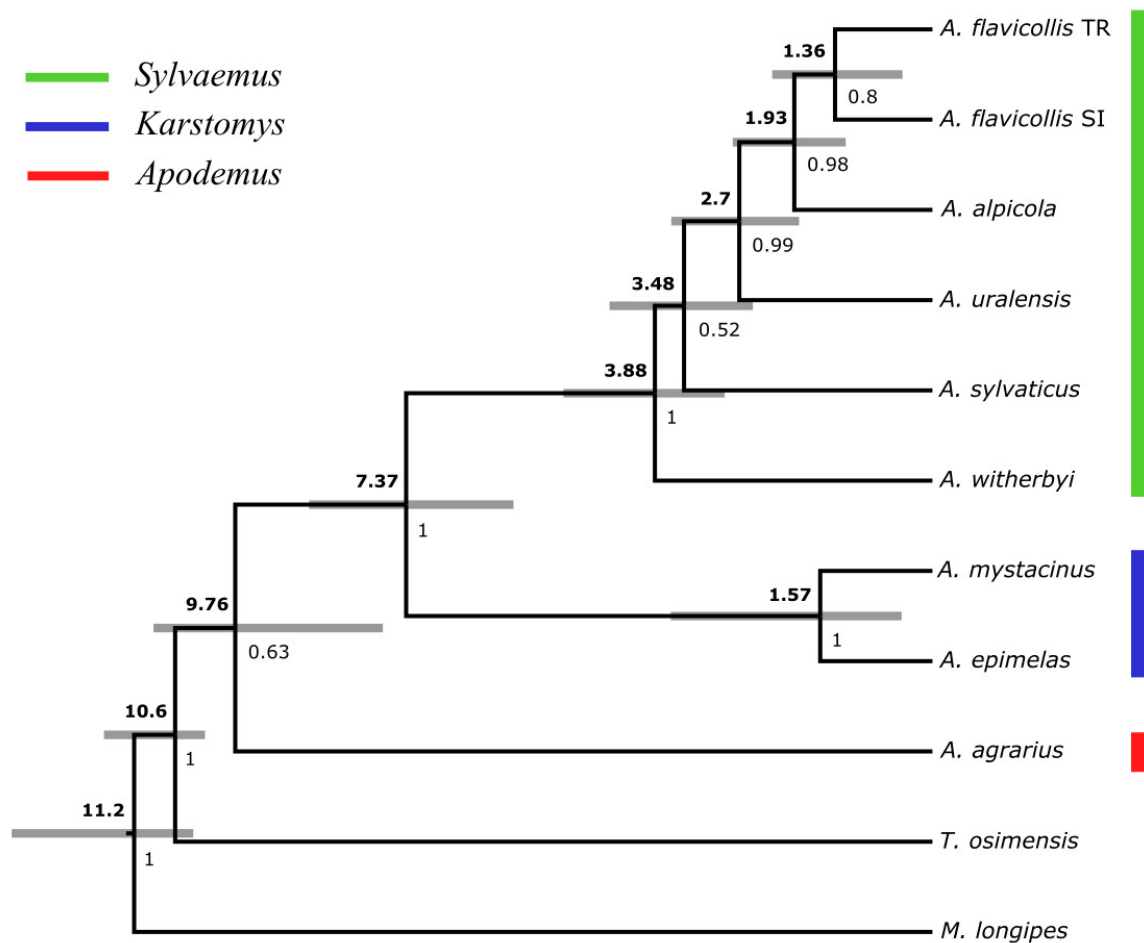 A. flavicollis TR
1.36
Sylvaemus
0.8
1.93
A. flavicollis SI
Karstomys
0.98
Apodemus
2.7
A. alpicola
0.99
3.48
A. uralensis
0.52
3.88
A. sylvaticus
1
7.37
A. witherbyi
1
A. mystacinus
1.57
9.76
1
0.63
A. epimelas
10.6
1
A. agrarius
11.2
1
T. osimensis
M. longipes